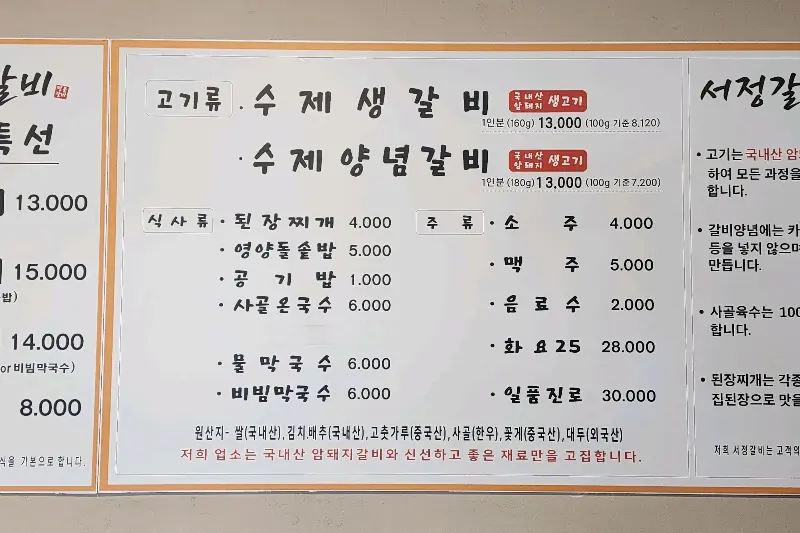 갈비
특선
13.000
15.000
밥)
14.000
or 비빔막국수)
8.000
식을 기본으로 합니다.
고기류
· 수제생갈비 국내산 암돼지 생고기
1인분 (160g) 13,000 (100g 기준 8,120)
· 수제양념갈비 국내산 암돼지 생고기
1인분 (180g) 13,000 (100g 기준 7,200)
식사류
· 된장찌개 4.000
· 영양돌솥밥 5.000
· 공기밥 1.000
· 사골온국수 6.000
· 물막국수 6.000
· 비빔막국수 6.000
주류
· 소주 4.000
· 맥주 5.000
· 음료수 2.000
· 화요25 28.000
· 일품진로 30.000
원산지- 쌀(국내산), 김치.배추(국내산), 고춧가루(중국산), 사골(한우), 꽃게(중국산), 대두(외국산)
저희 업소는 국내산 암돼지갈비와 신선하고 좋은 재료만을 고집합니다.
서정갈
• 고기는 국내산 암돼
하여 모든 과정을
합니다.
• 갈비양념에는 카
등을 넣지 않으며
만듭니다.
• 사골육수는 100
합니다.
• 된장찌개는 각종
집된장으로 맛을
저희 서정갈비는 고객의